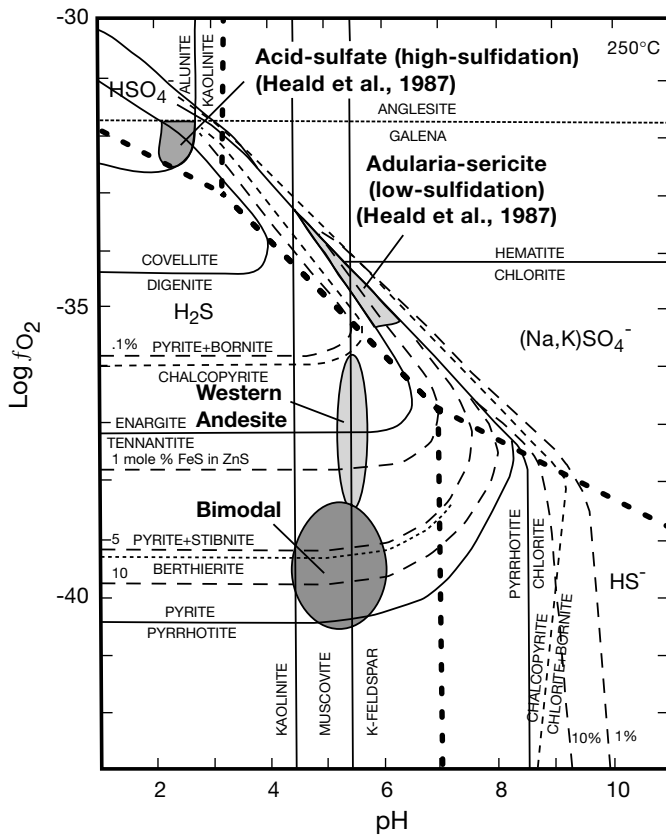 -30
250°C
ALUNITE
KAOLINITE
Acid-sulfate (high-sulfidation)
(Heald et al., 1987)
HSO₄⁻
ANGLESITE
GALENA
Adularia-sericite
(low-sulfidation)
(Heald et al., 1987)
HEMATITE
CHLORITE
COVELLITE
DIGENITE
-35
H₂S
(Na,K)SO₄⁻
.1% PYRITE+BORNITE
CHALCOPYRITE
Log ƒO₂
Western
Andesite
ENARGITE
TENNANTITE
1 mole % FeS in ZnS
Bimodal
5 PYRITE+STIBNITE
BERTHIERITE
10
-40
HS⁻
PYRITE
PYRRHOTITE
KAOLINITE
MUSCOVITE
K-FELDSPAR
PYRRHOTITE
CHLORITE
CHALCOPYRITE
CHLORITE+BORNITE
10%
1%
2 4 6 8 10
pH